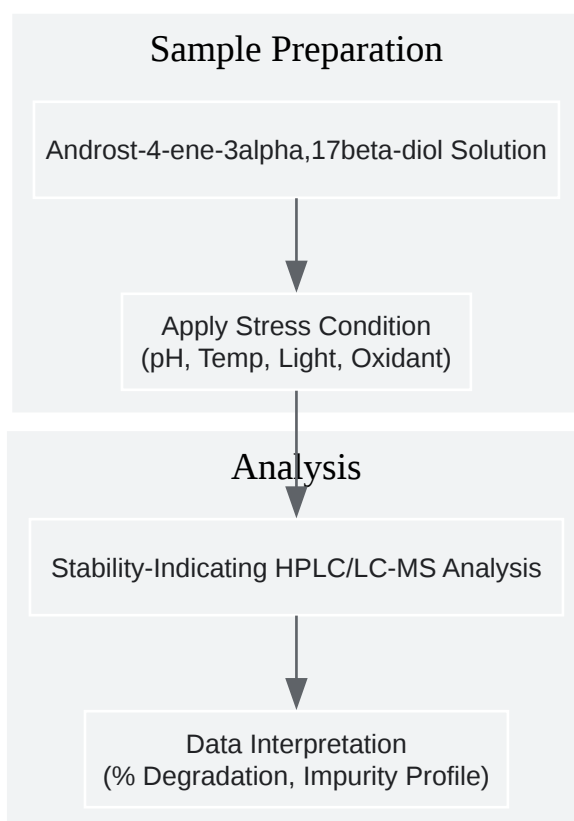 Sample Preparation
Androst-4-ene-3alpha,17beta-diol Solution
Apply Stress Condition
(pH, Temp, Light, Oxidant)
Analysis
Stability-Indicating HPLC/LC-MS Analysis
Data Interpretation
(% Degradation, Impurity Profile)